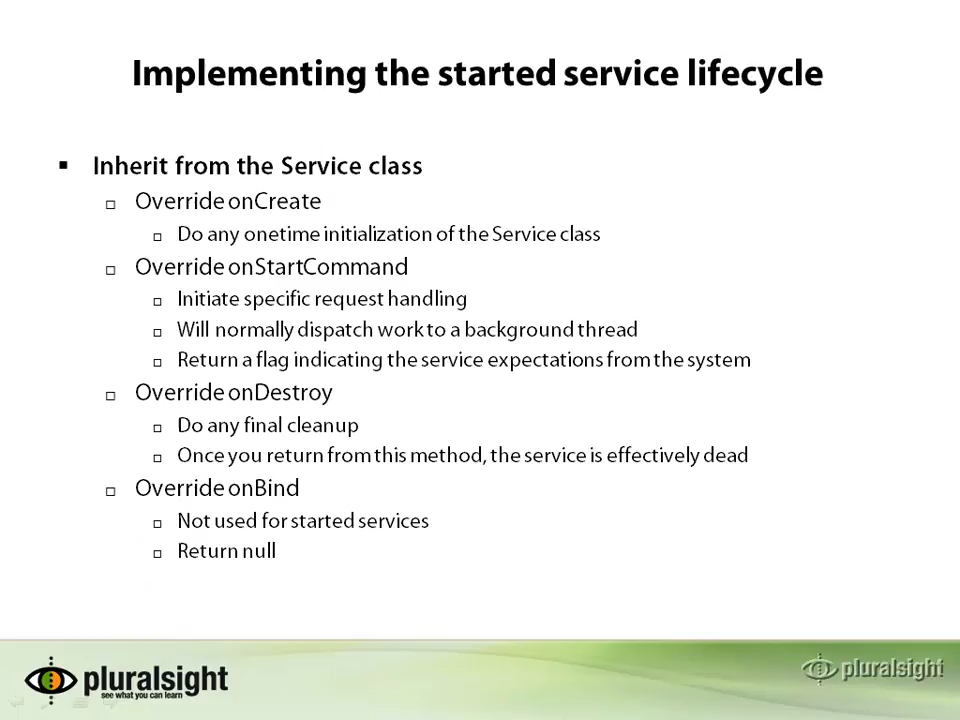 Implementing the started service lifecycle
Inherit from the Service class
Override onCreate
Do any onetime initialization of the Service class
Override onStartCommand
Initiate specific request handling
Will normally dispatch work to a background thread
Return a flag indicating the service expectations from the system
Override onDestroy
Do any final cleanup
Once you return from this method, the service is effectively dead
Override onBind
Not used for started services
Return null
pluralsight
see what you can learn
pluralsight